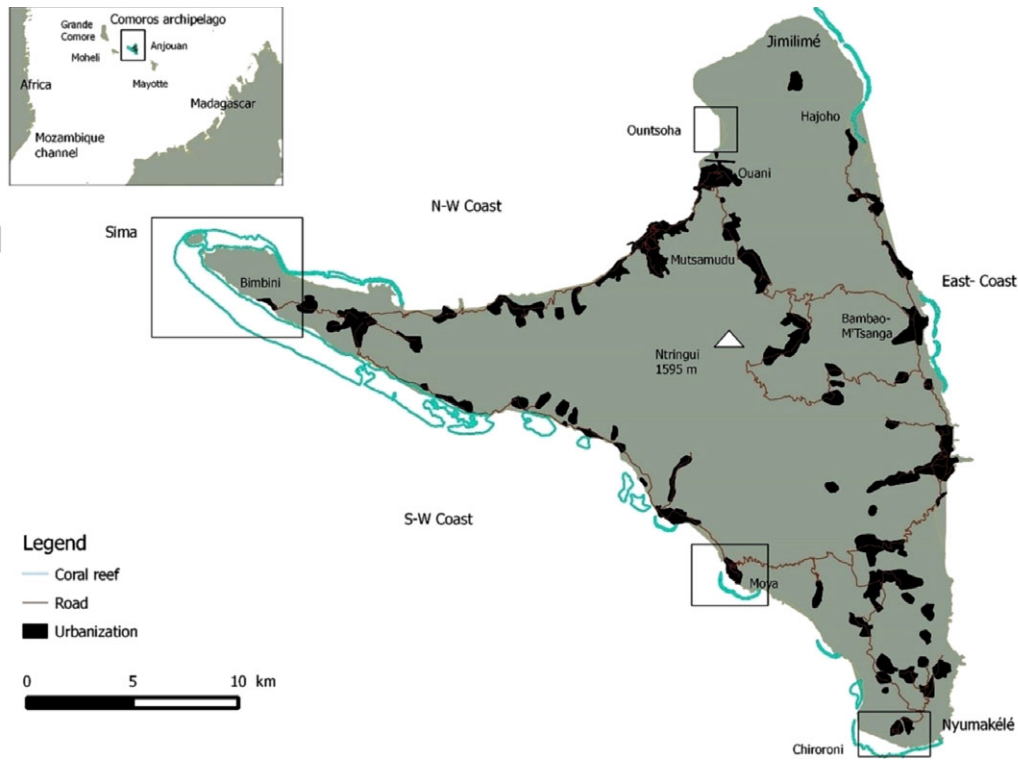 Comoros archipelago
Grande
Comore
Anjouan
Moheli
Mayotte
Africa
Madagascar
Mozambique
channel
Jimilimé
Hajoho
Ountsoha
Ouani
N-W Coast
Sima
Mutsamudu
Bimbini
East- Coast
Bambao-
M'Tsanga
Ntringui
1595 m
S-W Coast
Moya
Legend
Coral reef
Road
Urbanization
0 5 10 km
Nyumakélé
Chiroroni